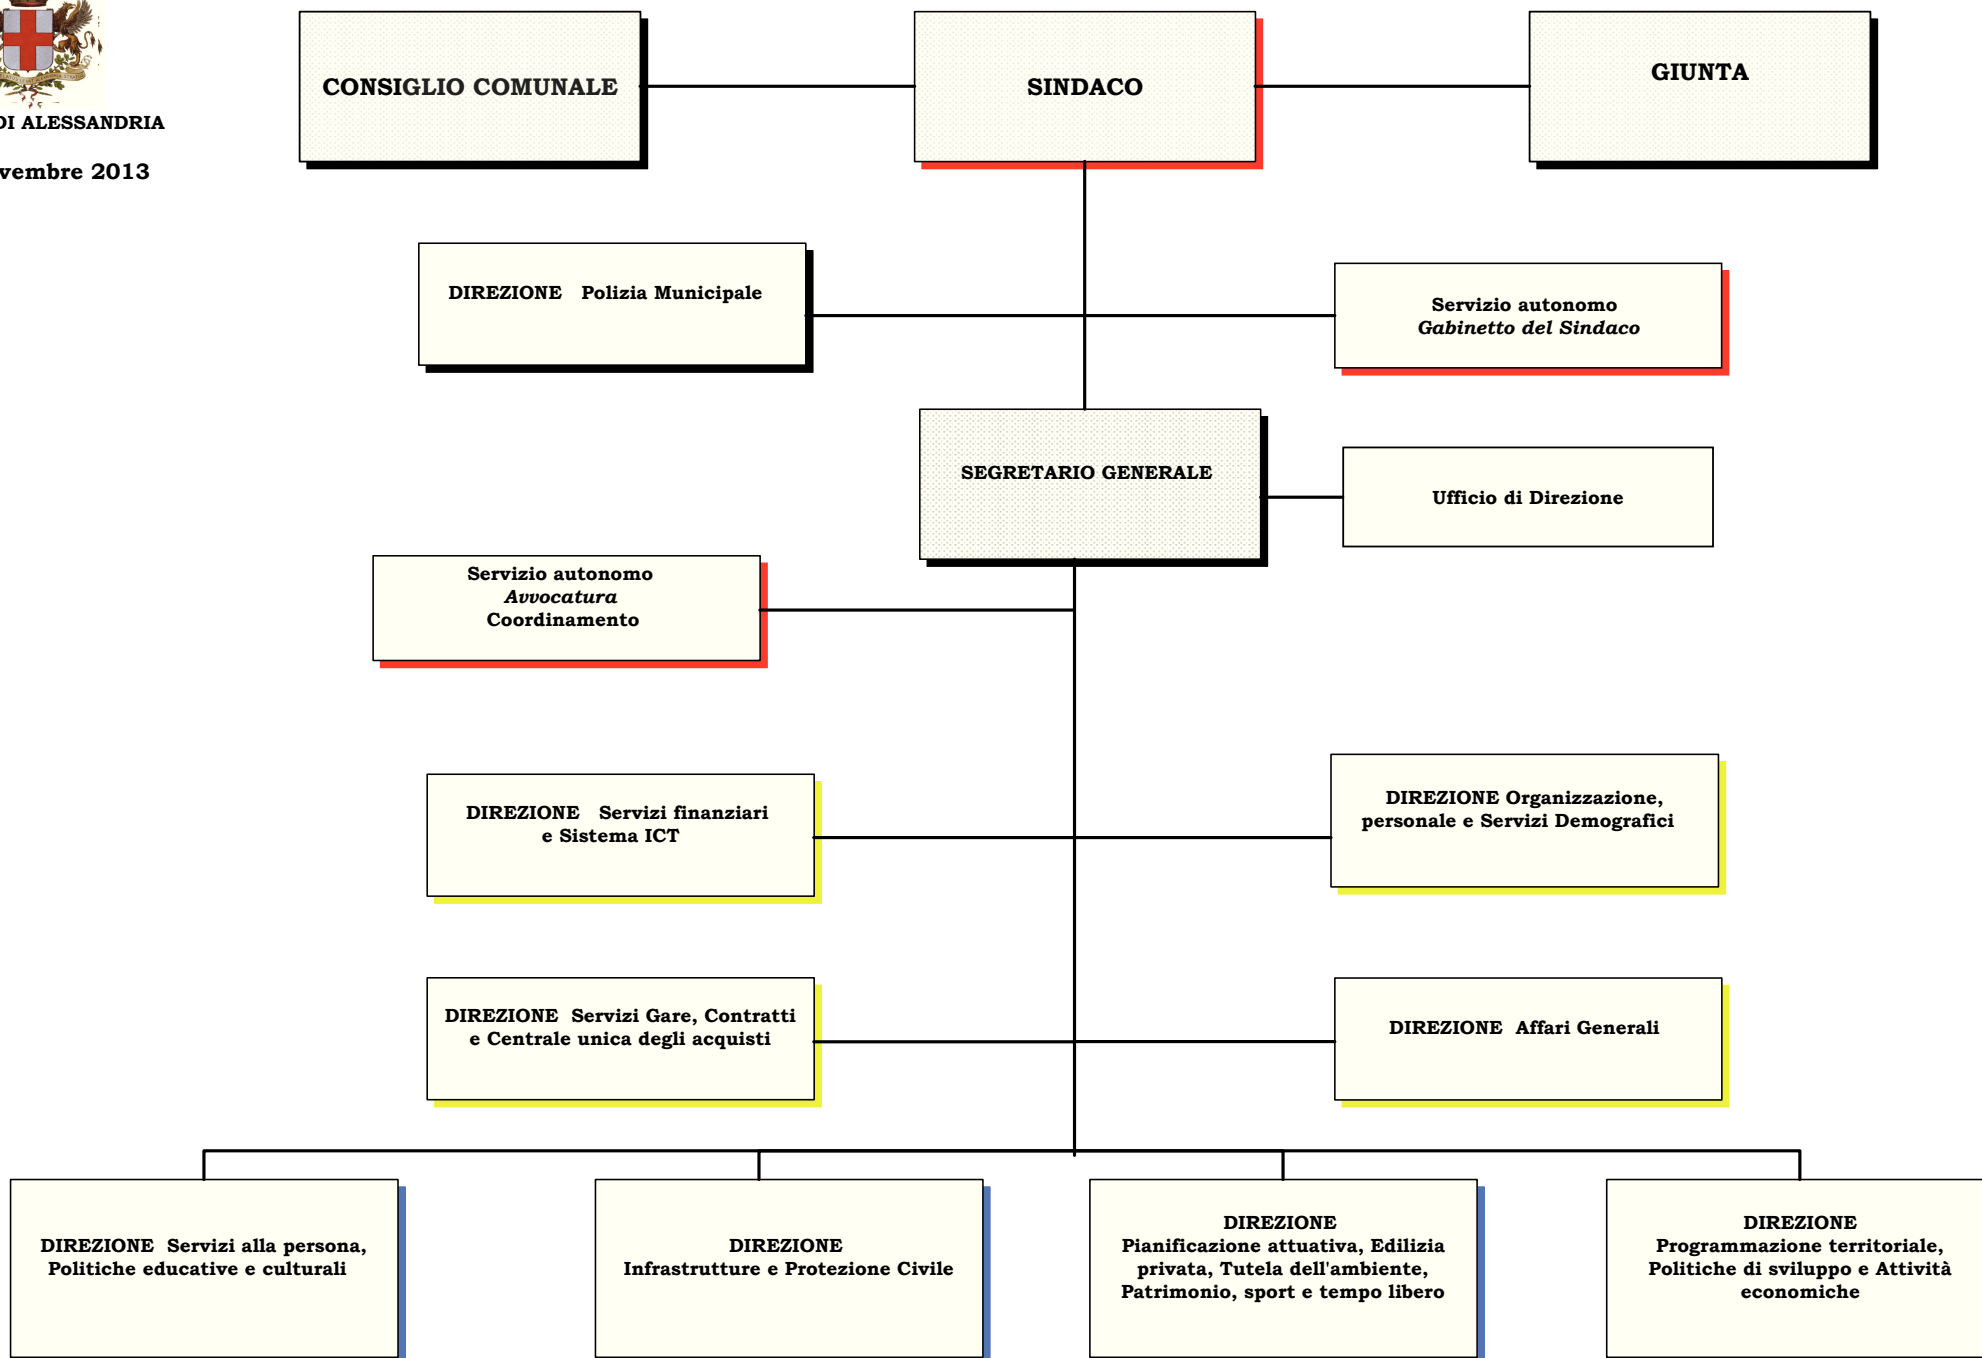 DI ALESSANDRIA
vembre 2013
CONSIGLIO COMUNALE
SINDACO
GIUNTA
DIREZIONE Polizia Municipale
Servizio autonomo
Gabinetto del Sindaco
SEGRETARIO GENERALE
Ufficio di Direzione
Servizio autonomo
Avvocatura
Coordinamento
DIREZIONE Servizi finanziari
e Sistema ICT
DIREZIONE Organizzazione,
personale e Servizi Demografici
DIREZIONE Servizi Gare, Contratti
e Centrale unica degli acquisti
DIREZIONE Affari Generali
DIREZIONE Servizi alla persona,
Politiche educative e culturali
DIREZIONE
Infrastrutture e Protezione Civile
DIREZIONE
Pianificazione attuativa, Edilizia
privata, Tutela dell'ambiente,
Patrimonio, sport e tempo libero
DIREZIONE
Programmazione territoriale,
Politiche di sviluppo e Attività
economiche